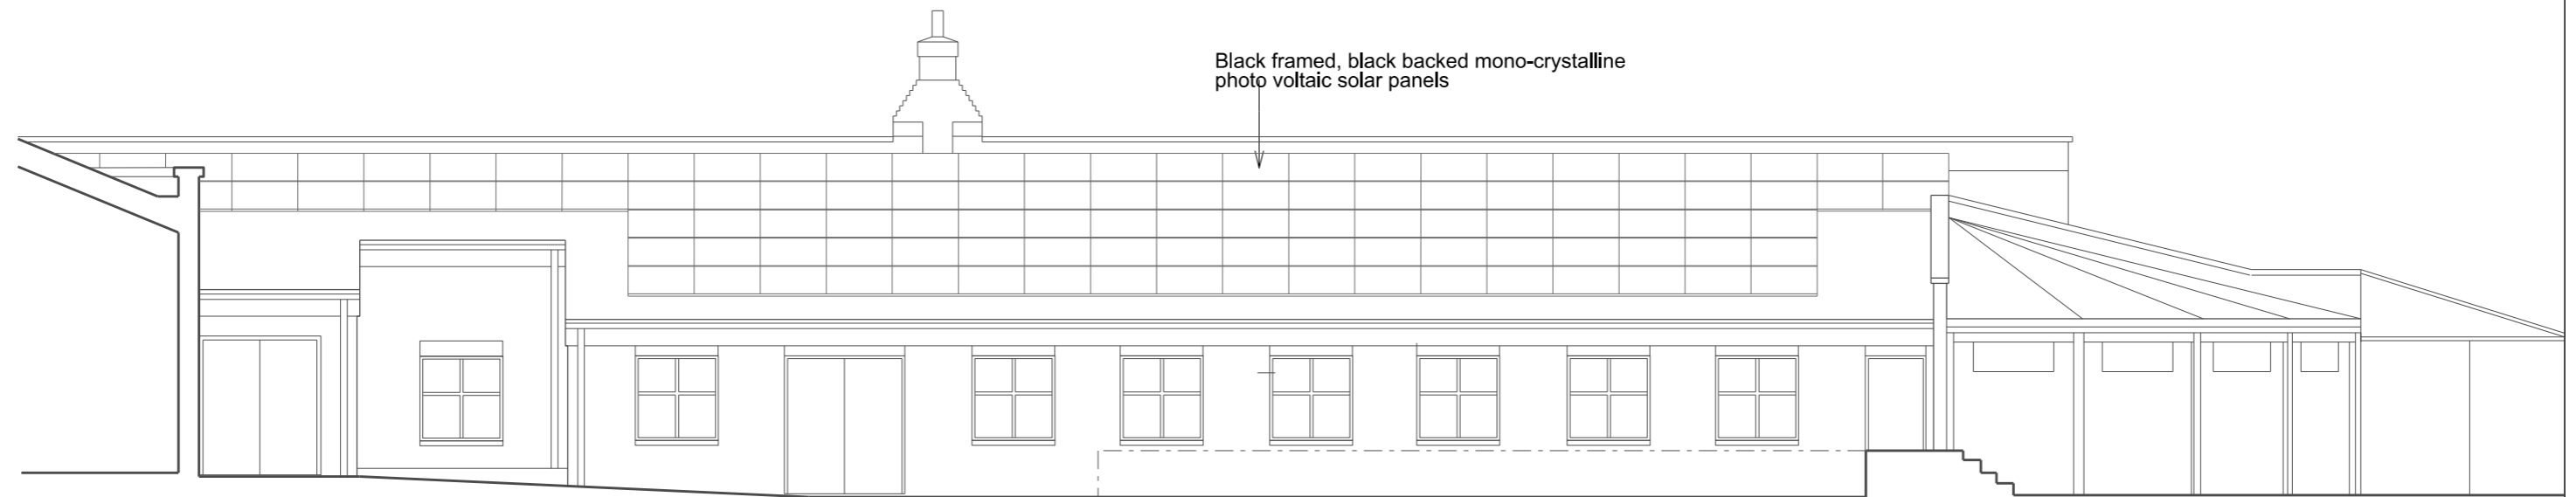 Black framed, black backed mono-crystalline
photo voltaic solar panels